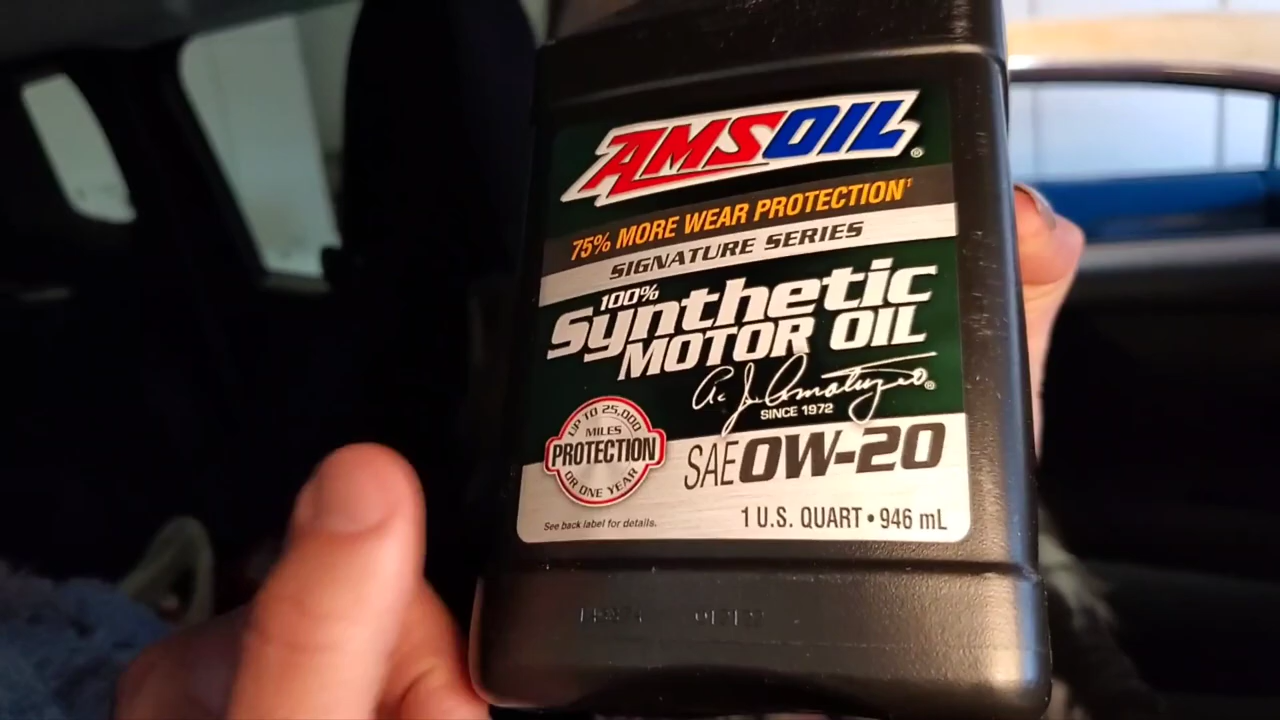 AMSOIL®
75% MORE WEAR PROTECTION¹
SIGNATURE SERIES
100%
Synthetic
MOTOR OIL
®
SINCE 1972
UP TO 25,000
MILES
PROTECTION
OR ONE YEAR
SAE 0W-20
See back label for details.
1 U.S. QUART • 946 mL